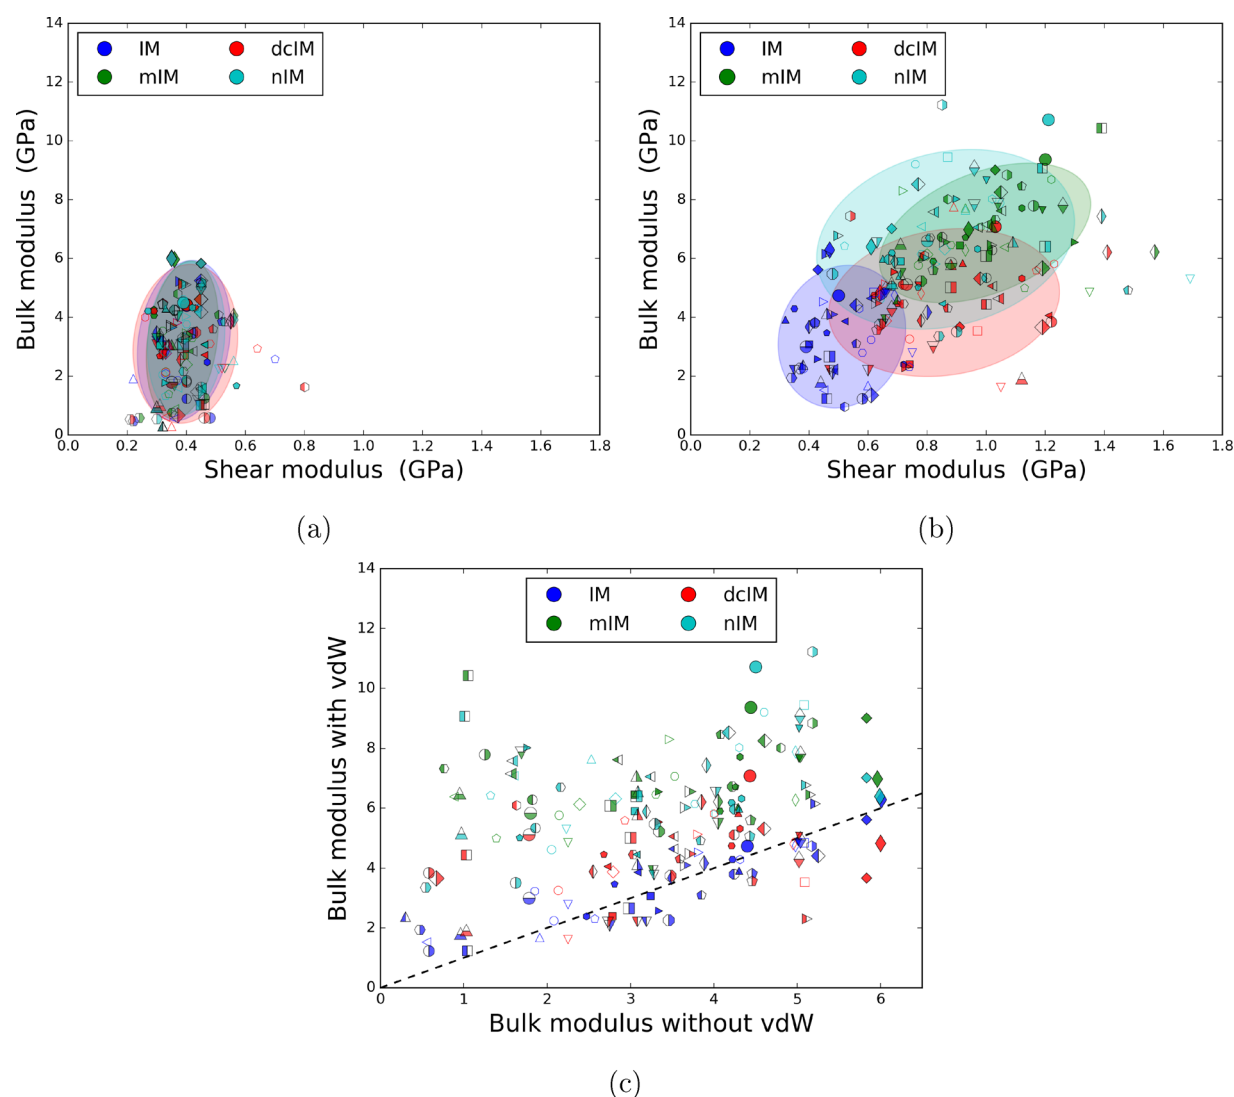 14
12
10
8
6
4
2
0
Bulk modulus (GPa)
IM
dcIM
mIM
nIM
0.0 0.2 0.4 0.6 0.8 1.0 1.2 1.4 1.6 1.8
Shear modulus (GPa)
(a)
14
12
10
8
6
4
2
0
Bulk modulus (GPa)
IM
dcIM
mIM
nIM
0.0 0.2 0.4 0.6 0.8 1.0 1.2 1.4 1.6 1.8
Shear modulus (GPa)
(b)
14
12
10
8
6
4
2
0
Bulk modulus with vdW
IM
dcIM
mIM
nIM
0 1 2 3 4 5 6
Bulk modulus without vdW
(c)